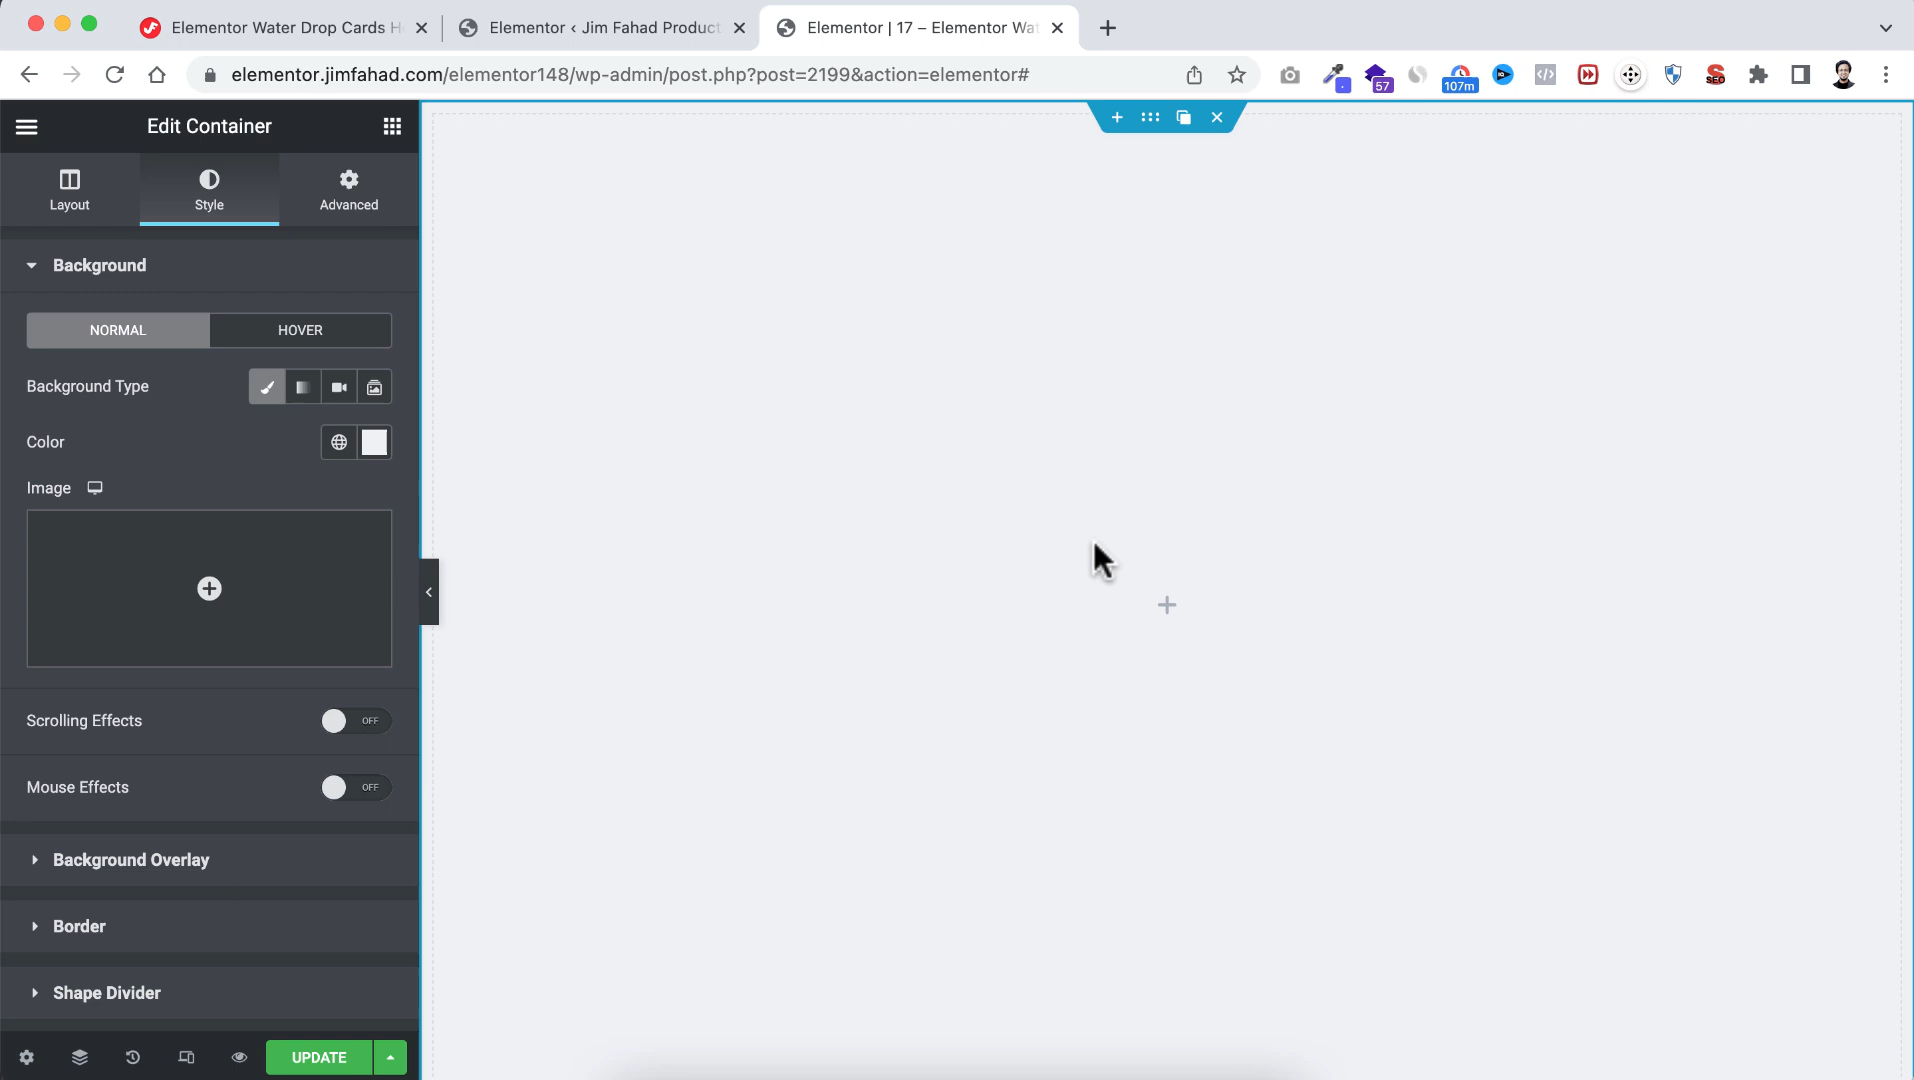 Elementor Water Drop Cards H
Elementor ‹ Jim Fahad Product
Elementor | 17 – Elementor Wat
elementor.jimfahad.com/elementor148/wp-admin/post.php?post=2199&action=elementor#
57
107m
SEO
Edit Container
Layout
Style
Advanced
Background
NORMAL
HOVER
Background Type
Color
Image
Scrolling Effects
OFF
Mouse Effects
OFF
Background Overlay
Border
Shape Divider
UPDATE